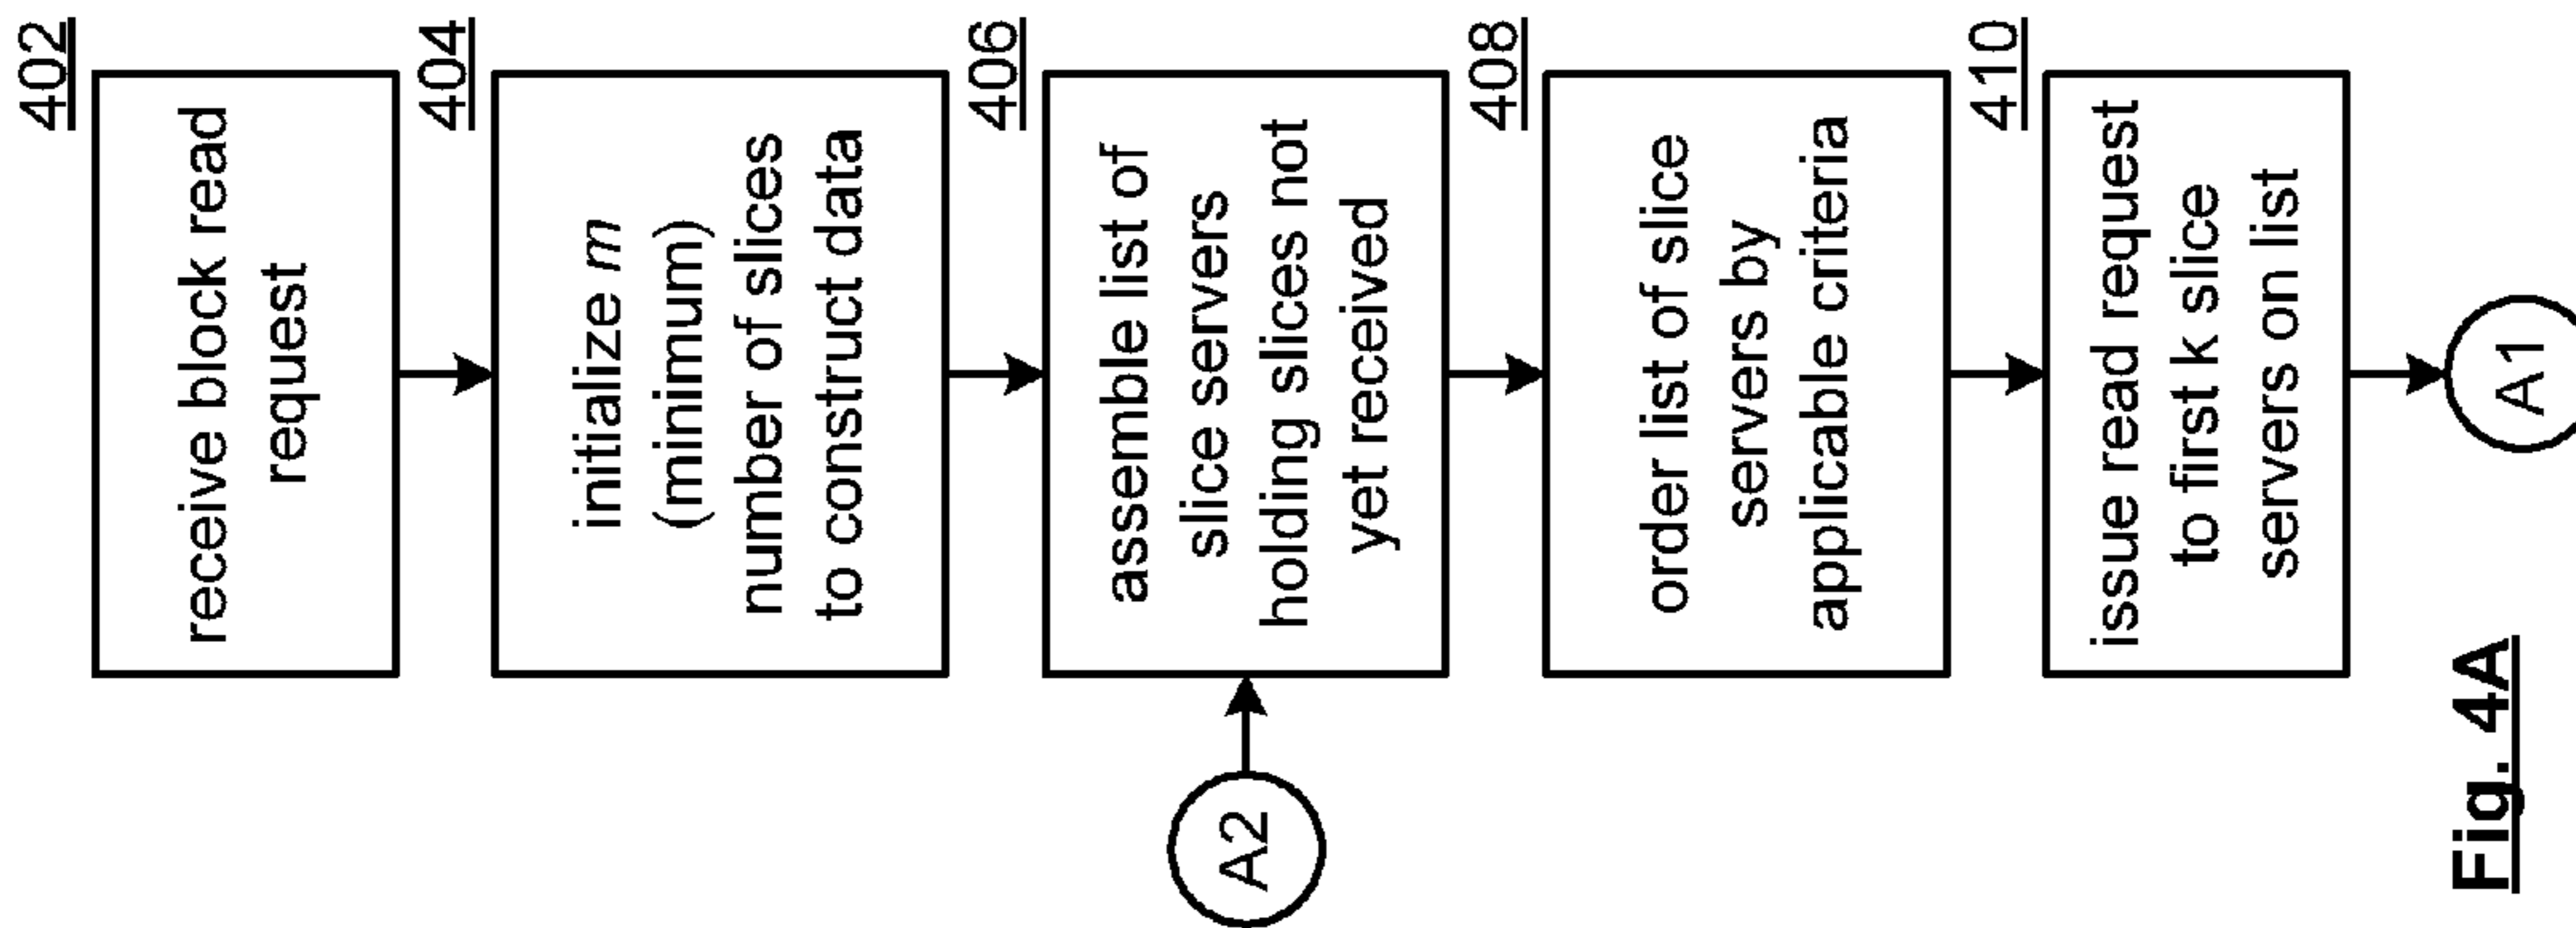 402
receive block read
request
404
initialize m
(minimum)
number of slices
to construct data
406
assemble list of
slice servers
holding slices not
yet received
A2
408
order list of slice
servers by
applicable criteria
410
issue read request
to first k slice
servers on list
A1
Fig. 4A